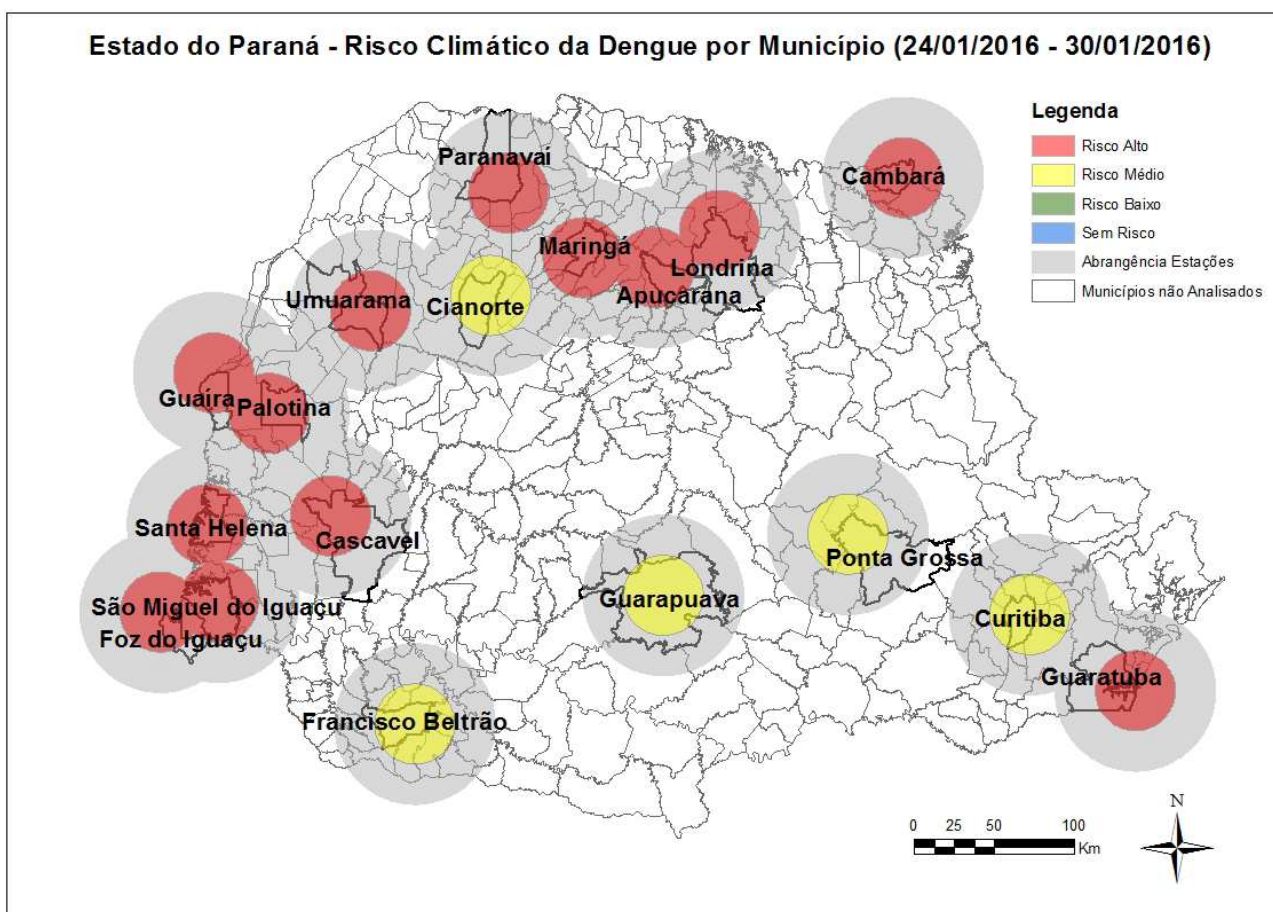 Estado do Paraná - Risco Climático da Dengue por Município (24/01/2016 - 30/01/2016)
Legenda
Risco Alto
Risco Médio
Risco Baixo
Sem Risco
Abrangência Estações
Municípios não Analisados
Paranavaí
Cambará
Maringá
Londrina
Apucarana
Umuarama
Cianorte
Guaíra
Palotina
Santa Helena
Cascavel
Ponta Grossa
Guarapuava
São Miguel do Iguaçu
Foz do Iguaçu
Curitiba
Guaratuba
Francisco Beltrão
N
0 25 50 100
Km